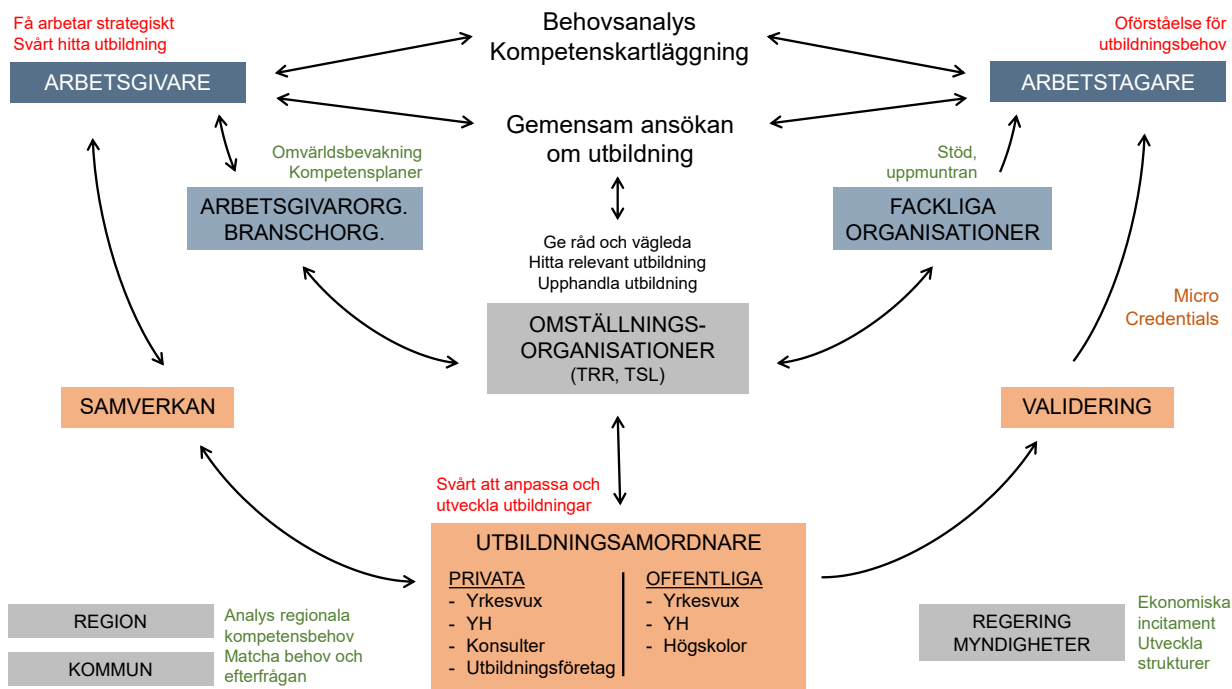 Få arbetar strategiskt
Svårt hitta utbildning
ARBETSGIVARE
Behovsanalys
Kompetenskartläggning
Oförståelse för
utbildningsbehov
ARBETSTAGARE
Gemensam ansökan
om utbildning
Omvärldsbevakning
Kompetensplaner
ARBETSGIVARORG.
BRANSCHORG.
Stöd,
uppmuntran
FACKLIGA
ORGANISATIONER
Ge råd och vägleda
Hitta relevant utbildning
Upphandla utbildning
OMSTÄLLNINGS-
ORGANISATIONER
(TRR, TSL)
Micro
Credentials
SAMVERKAN
VALIDERING
Svårt att anpassa och
utveckla utbildningar
UTBILDNINGSAMORDNARE
PRIVATA
- Yrkesvux
- YH
- Konsulter
- Utbildningsföretag
OFFENTLIGA
- Yrkesvux
- YH
- Högskolor
REGION
KOMMUN
Analys regionala
kompetensbehov
Matcha behov och
efterfrågan
REGERING
MYNDIGHETER
Ekonomiska
incitament
Utveckla
strukturer